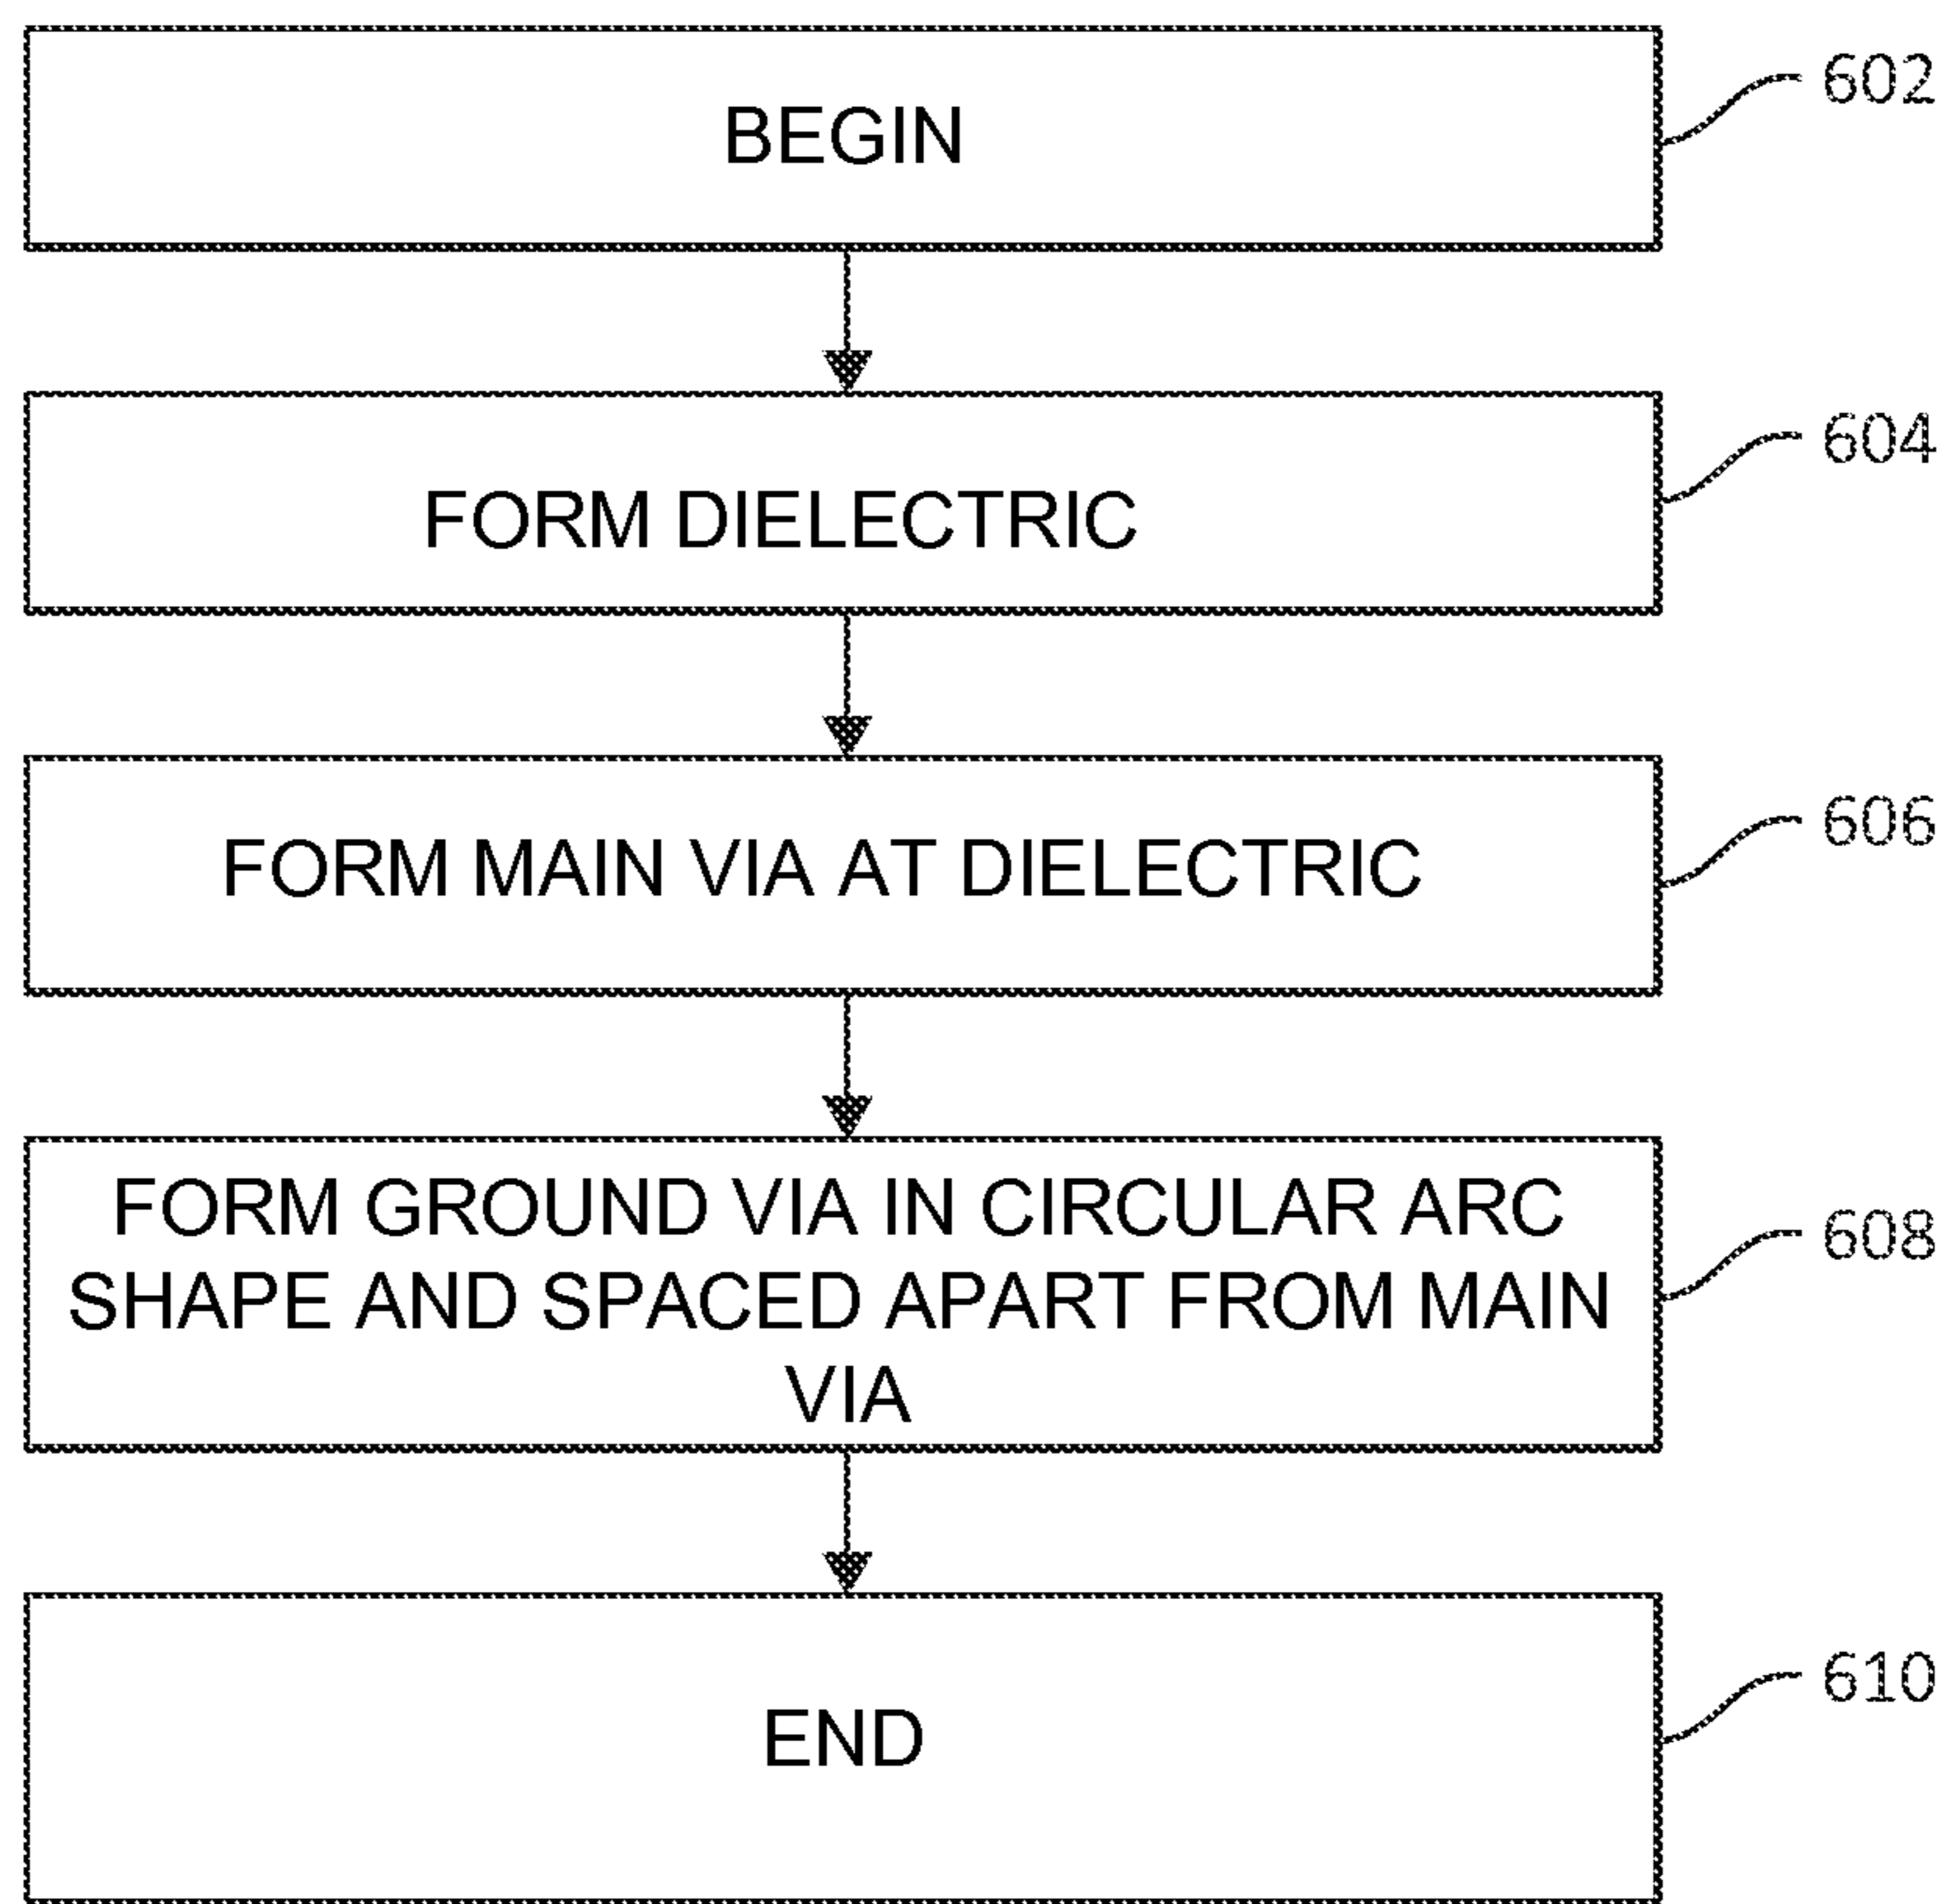 BEGIN
602
FORM DIELECTRIC
604
FORM MAIN VIA AT DIELECTRIC
606
FORM GROUND VIA IN CIRCULAR ARC
SHAPE AND SPACED APART FROM MAIN
VIA
608
END
610